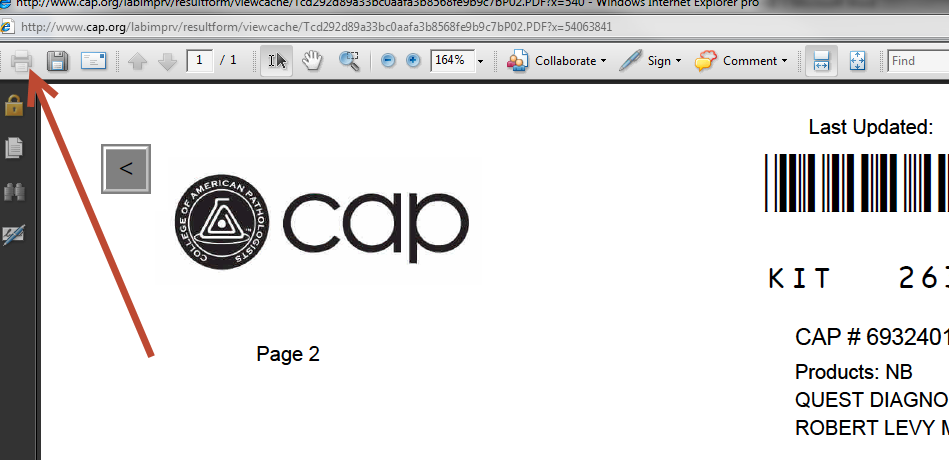 http://www.cap.org/labimprv/resultform/viewcache/Tcd292d89a33bc0aafa3b8568fe9b9c7bP02.PDF?x=540 - Windows Internet Explorer pro
http://www.cap.org/labimprv/resultform/viewcache/Tcd292d89a33bc0aafa3b8568fe9b9c7bP02.PDF?x=54063841
1 / 1 164% Collaborate Sign Comment Find
Last Updated:
<
COLLEGE OF AMERICAN PATHOLOGISTS
cap
KIT 263
Page 2
CAP # 6932401
Products: NB
QUEST DIAGNO
ROBERT LEVY M